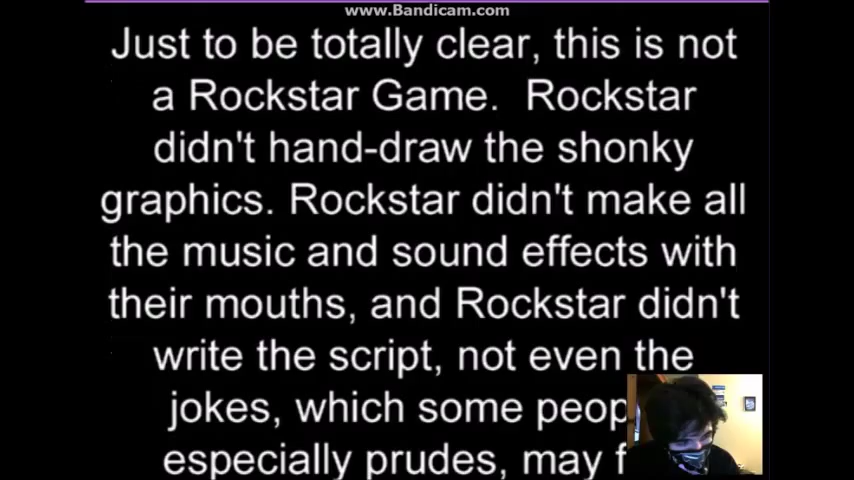 www.Bandicam.com
Just to be totally clear, this is not
a Rockstar Game. Rockstar
didn't hand-draw the shonky
graphics. Rockstar didn't make all
the music and sound effects with
their mouths, and Rockstar didn't
write the script, not even the
jokes, which some
especially prudes, may